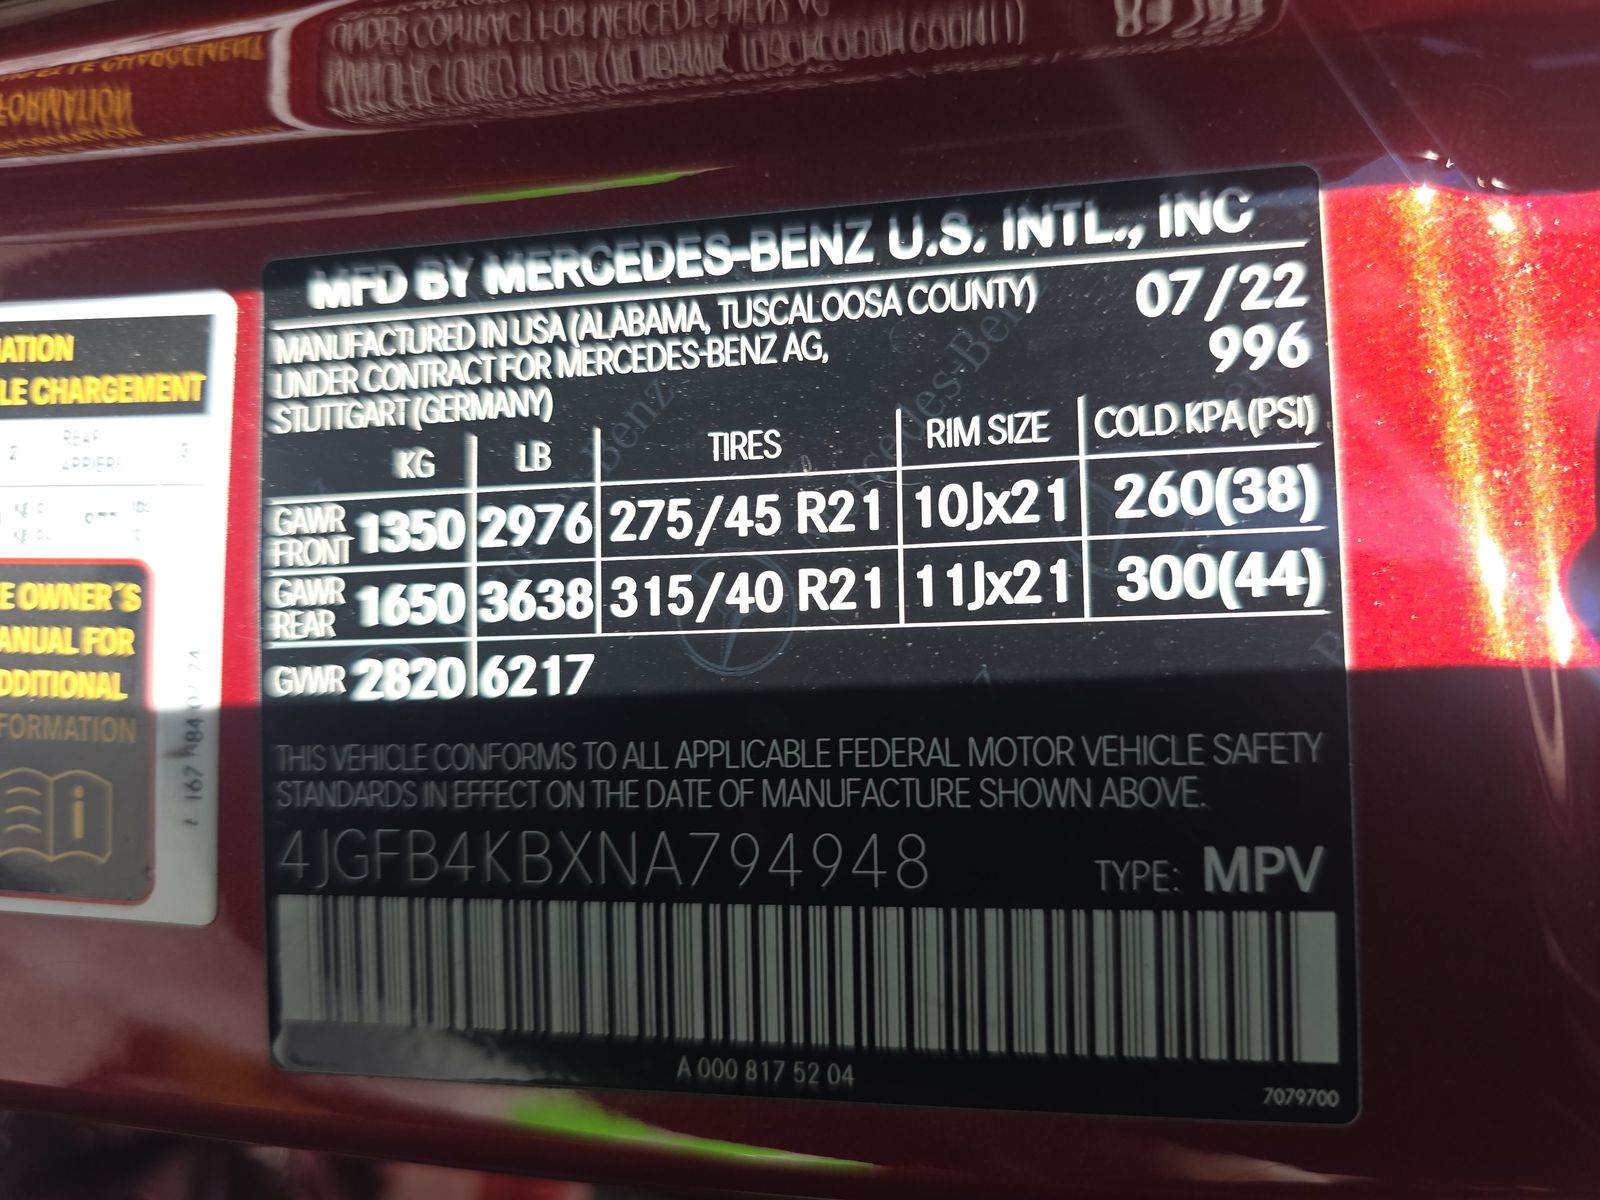 MFD BY MERCEDES-BENZ U.S. INTL., INC
MANUFACTURED IN USA (ALABAMA, TUSCALOOSA COUNTY) 07/22
UNDER CONTRACT FOR MERCEDES-BENZ AG, 996
STUTTGART (GERMANY)
KG LB TIRES RIM SIZE COLD KPA (PSI)
GAWR FRONT 1350 2976 275/45 R21 10Jx21 260(38)
GAWR REAR 1650 3638 315/40 R21 11Jx21 300(44)
GVWR 2820 6217
THIS VEHICLE CONFORMS TO ALL APPLICABLE FEDERAL MOTOR VEHICLE SAFETY
STANDARDS IN EFFECT ON THE DATE OF MANUFACTURE SHOWN ABOVE.
4JGFB4KBXNA794948 TYPE: MPV
A 000 817 52 04
7079700
LE CHARGEMENT
2 REAR 3
OWNER'S
FOR